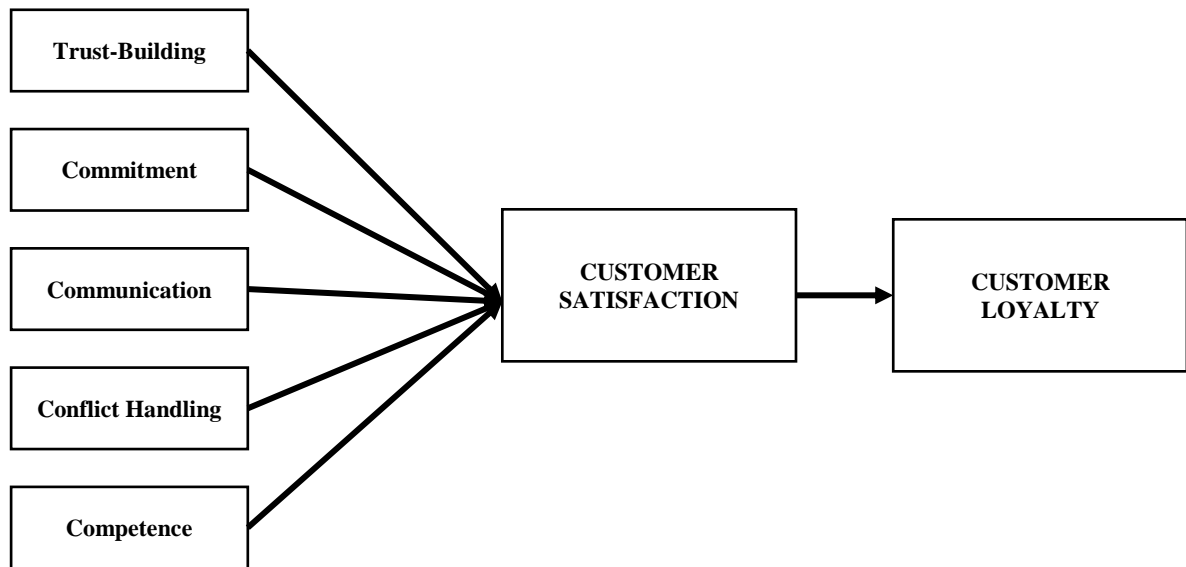 Trust-Building
Commitment
Communication
Conflict Handling
Competence
CUSTOMER
SATISFACTION
CUSTOMER
LOYALTY